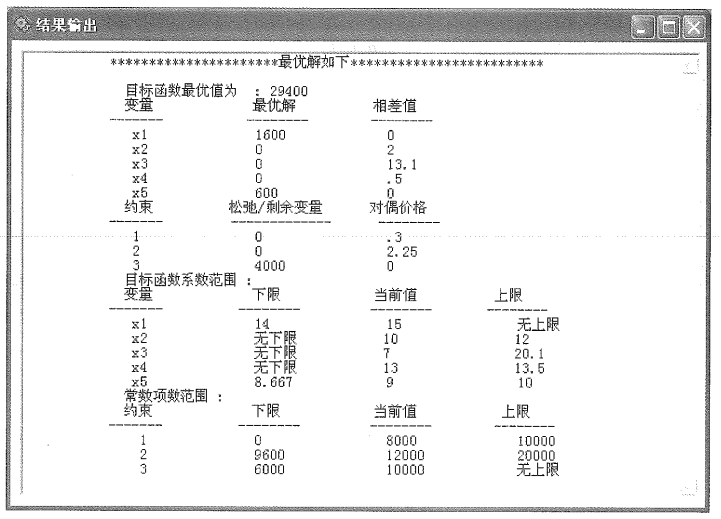 结果输出
**********************最优解如下*************************
目标函数最优值为 : 29400
变量 最优解 相差值
------- -------- --------
x1 1600 0
x2 0 2
x3 0 13.1
x4 0 .5
x5 600 0
约束 松弛/剩余变量 对偶价格
------- ------------- --------
1 0 .3
2 0 2.25
3 4000 0
目标函数系数范围 :
变量 下限 当前值 上限
------- -------- -------- --------
x1 14 15 无上限
x2 无下限 10 12
x3 无下限 7 20.1
x4 无下限 13 13.5
x5 8.667 9 10
常数项数范围 :
约束 下限 当前值 上限
------- -------- -------- --------
1 0 8000 10000
2 9600 12000 20000
3 6000 10000 无上限